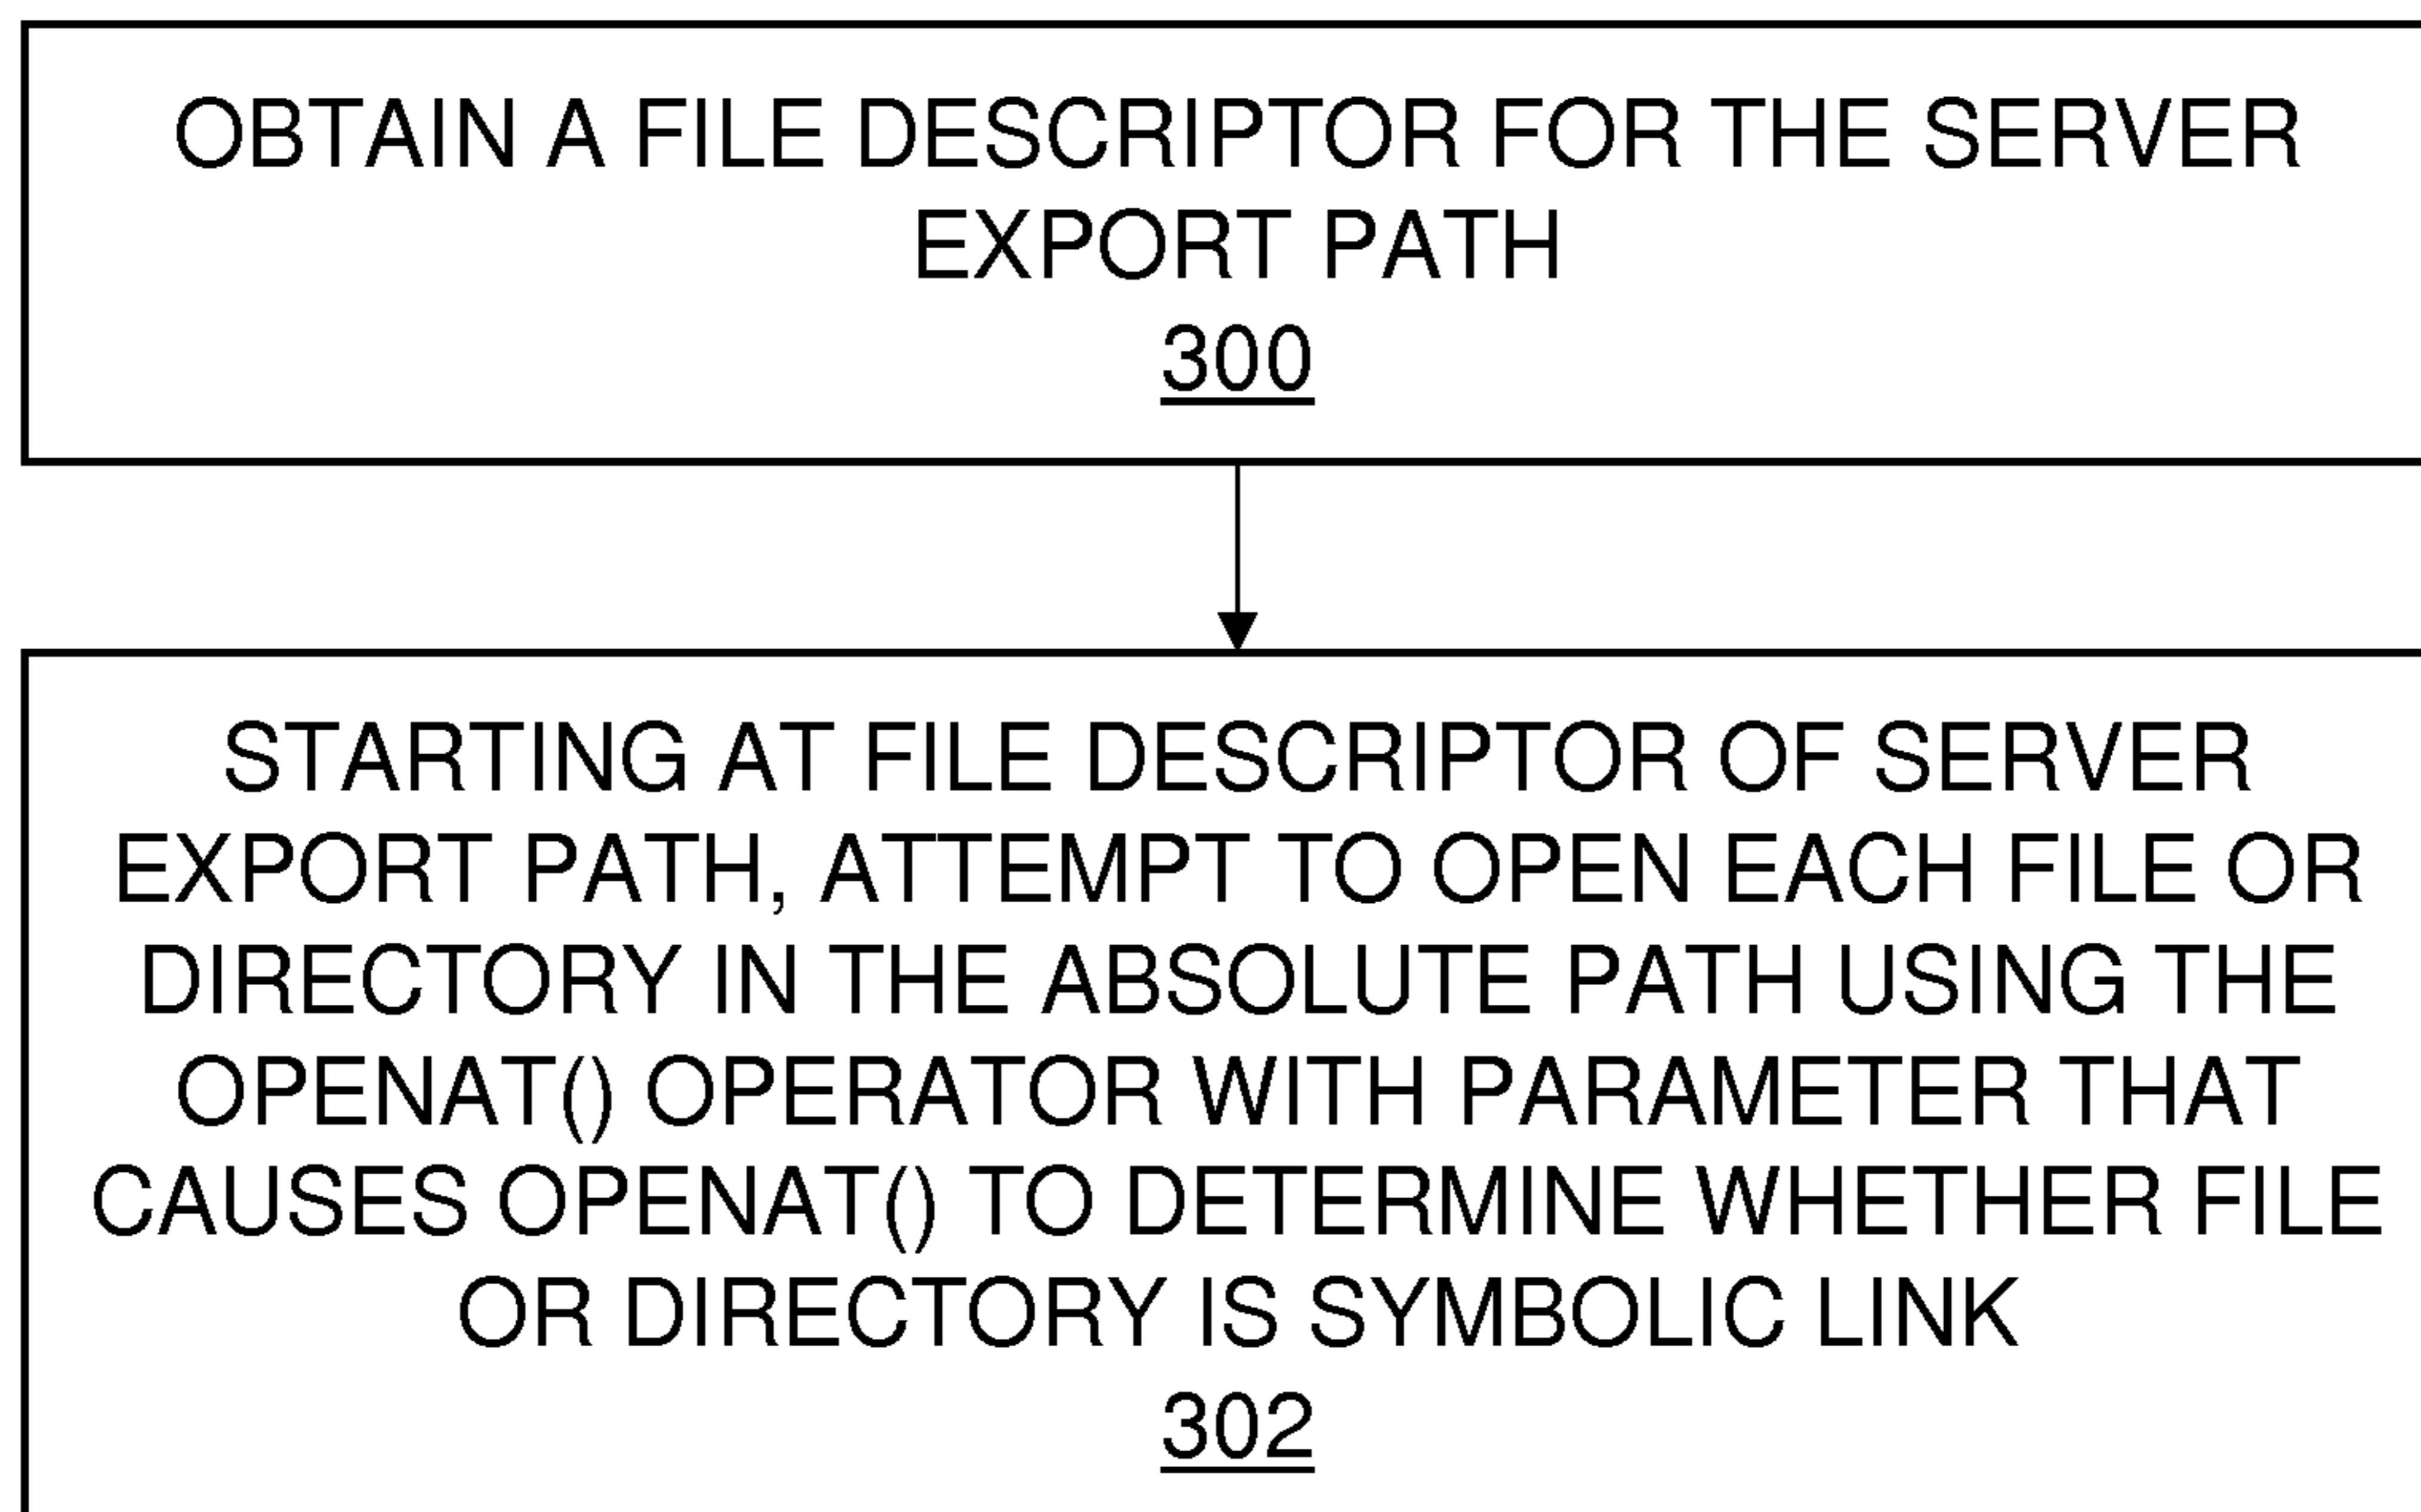 OBTAIN A FILE DESCRIPTOR FOR THE SERVER
EXPORT PATH
300
STARTING AT FILE DESCRIPTOR OF SERVER
EXPORT PATH, ATTEMPT TO OPEN EACH FILE OR
DIRECTORY IN THE ABSOLUTE PATH USING THE
OPENAT() OPERATOR WITH PARAMETER THAT
CAUSES OPENAT() TO DETERMINE WHETHER FILE
OR DIRECTORY IS SYMBOLIC LINK
302